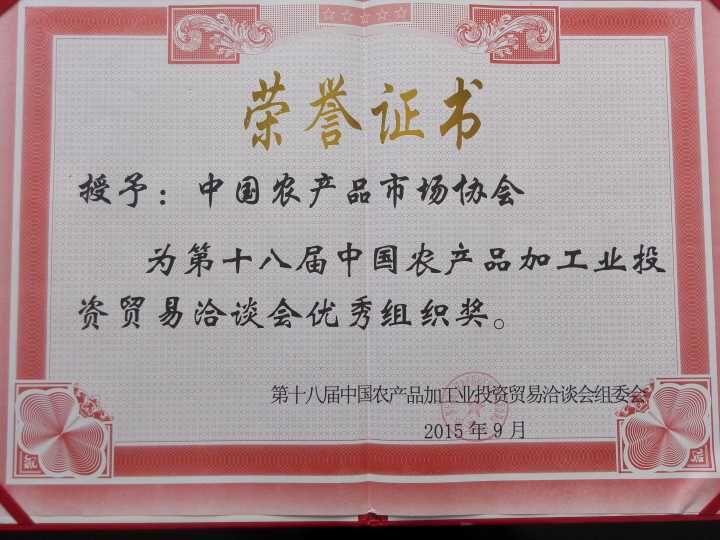 荣誉证书
授予：中国农产品市场协会
为第十八届中国农产品加工业投
资贸易洽谈会优秀组织奖。
第十八届中国农产品加工业投资贸易洽谈会组委会
2015年9月